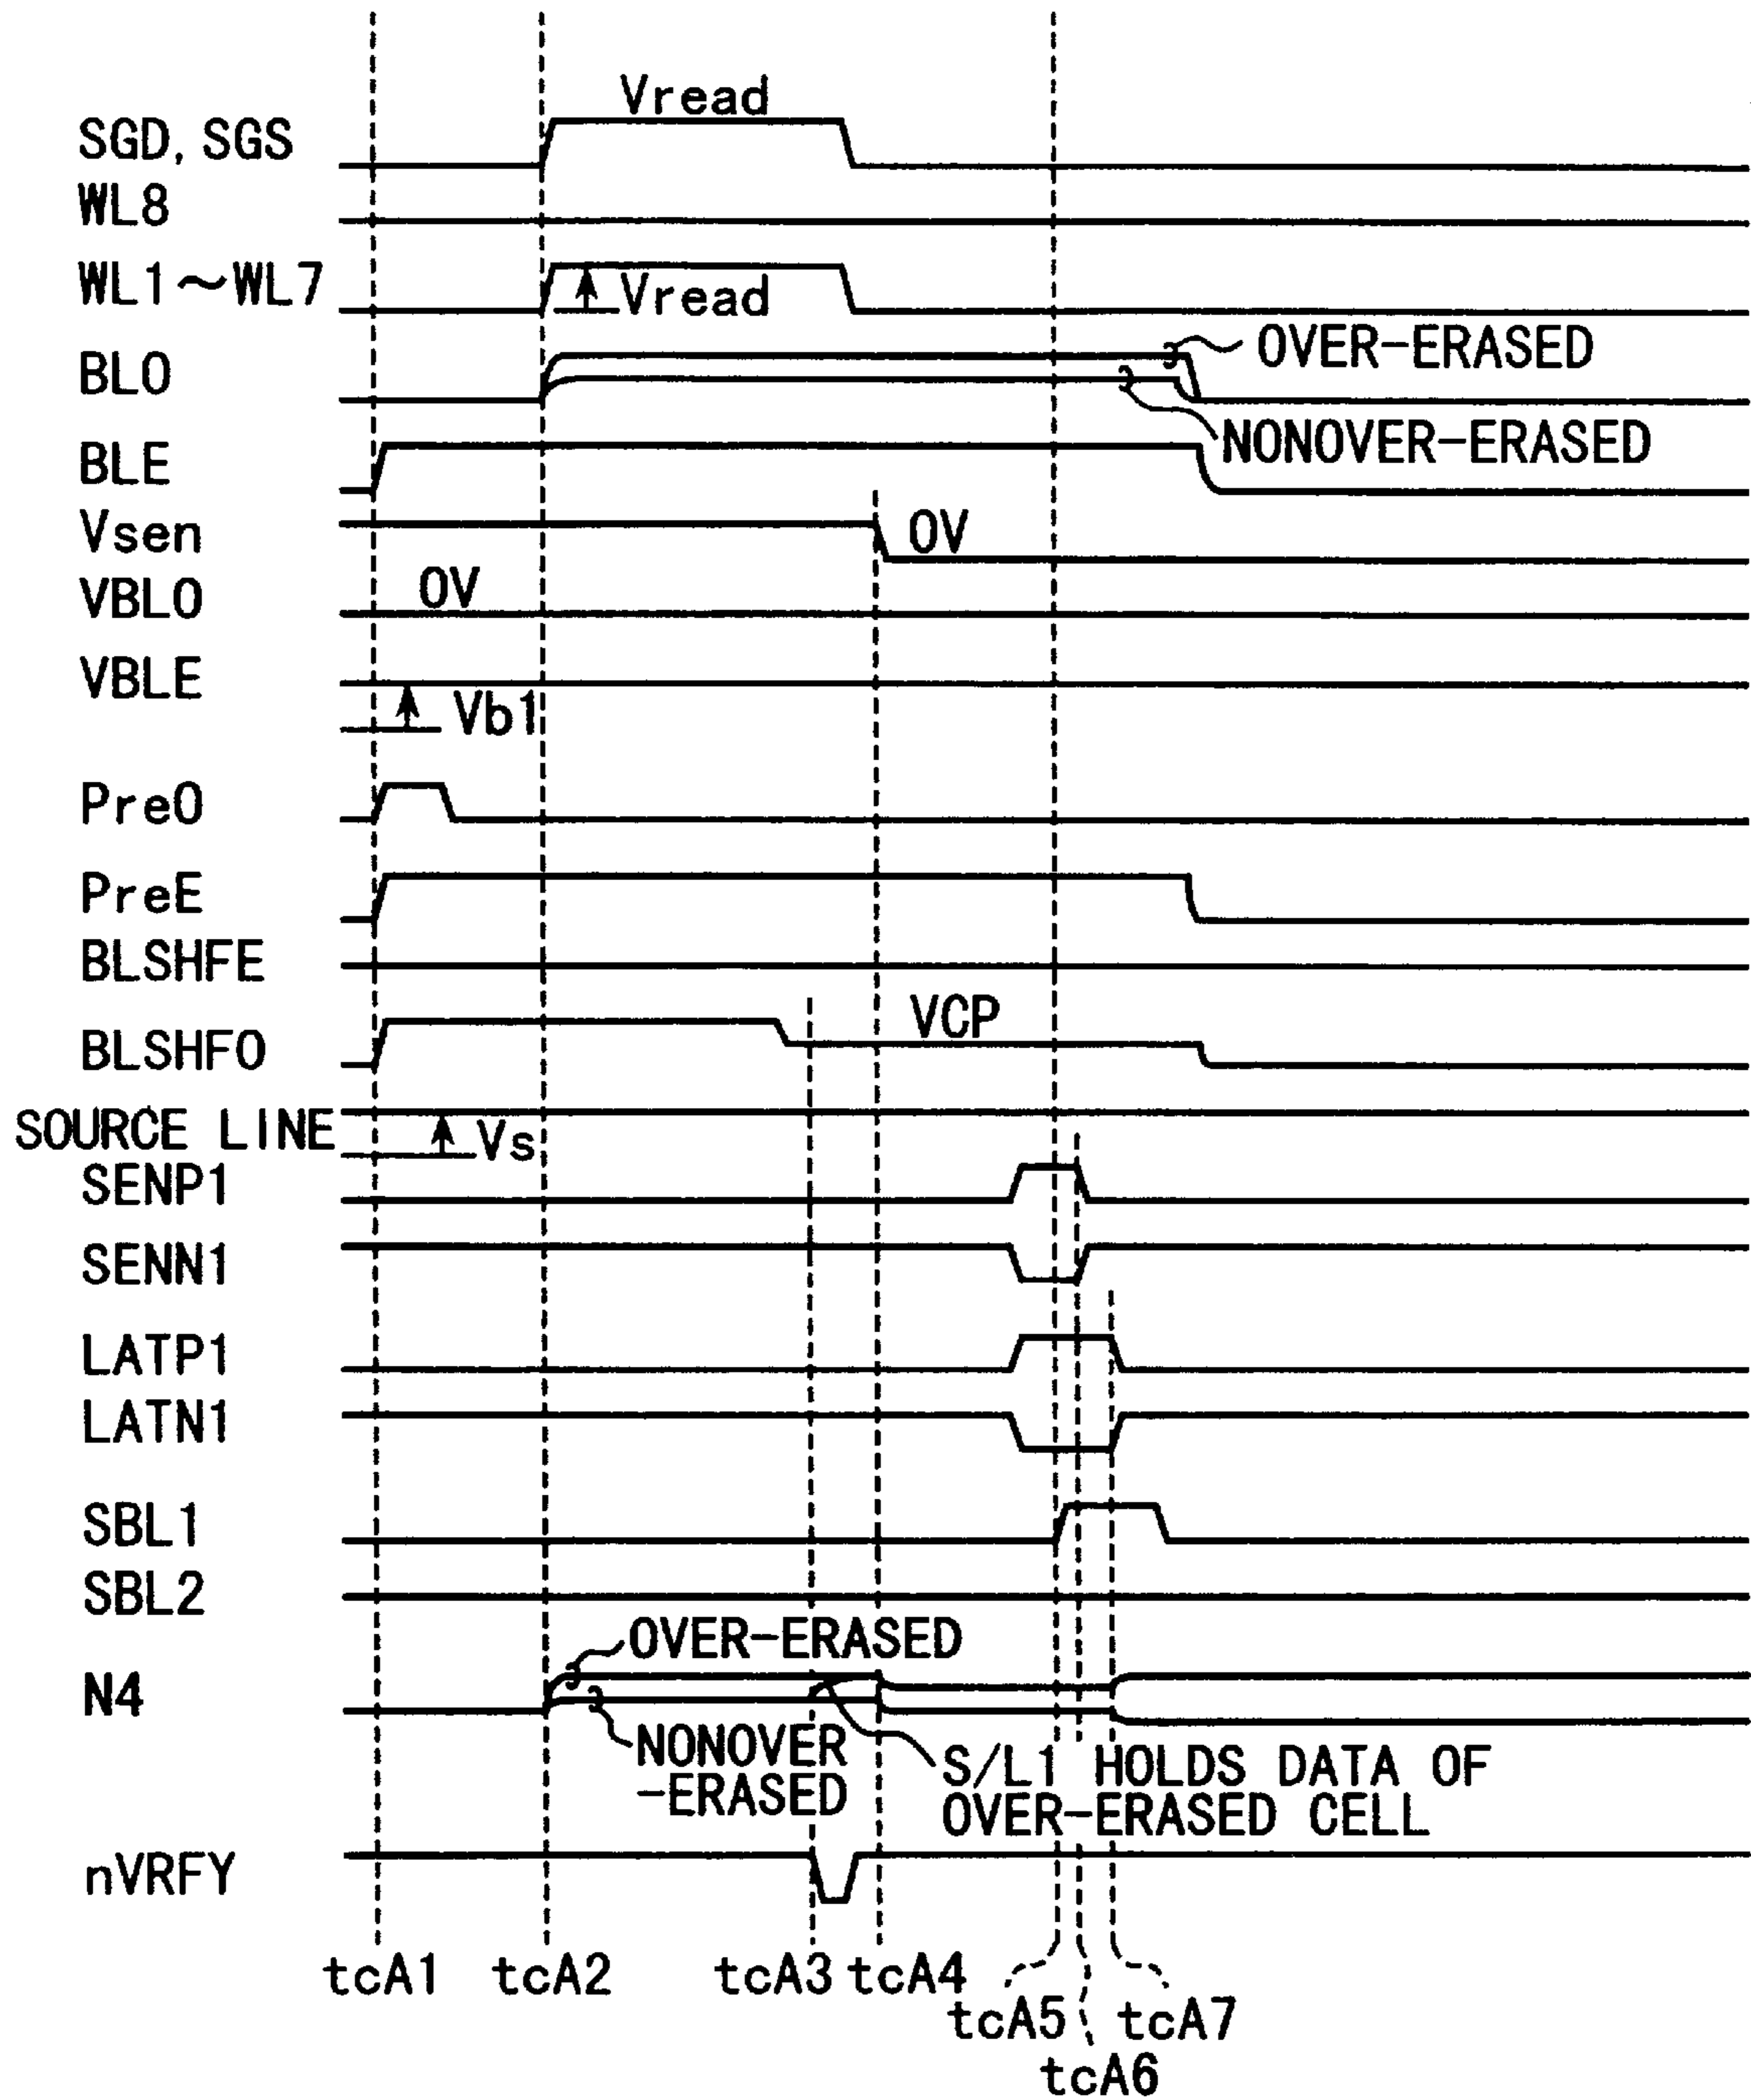 Vread
SGD, SGS
WL8
WL1～WL7
Vread
OVER-ERASED
BLO
NONOVER-ERASED
BLE
Vsen
0V
VBLO
0V
VBLE
Vb1
PreO
PreE
BLSHFE
VCP
BLSHFO
SOURCE LINE
Vs
SENP1
SENN1
LATP1
LATN1
SBL1
SBL2
OVER-ERASED
N4
NONOVER
-ERASED
S/L1 HOLDS DATA OF
OVER-ERASED CELL
nVRFY
tcA1 tcA2 tcA3 tcA4
tcA5 tcA7
tcA6